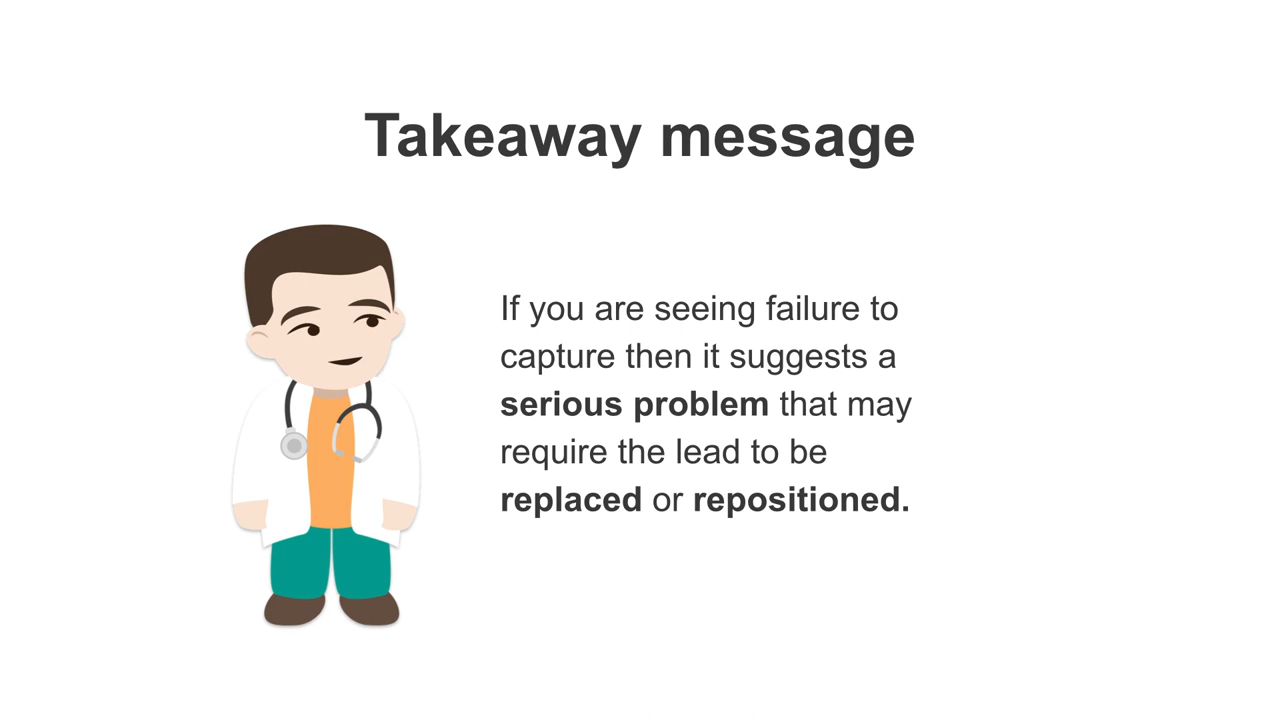 Takeaway message
If you are seeing failure to
capture then it suggests a
serious problem that may
require the lead to be
replaced or repositioned.